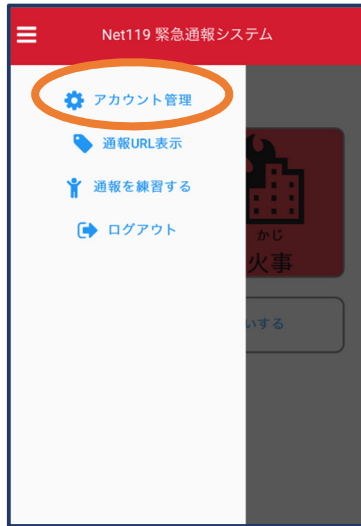 Net119 緊急通報システム
アカウント管理
通報URL表示
通報を練習する
ログアウト
かじ
火事
いする